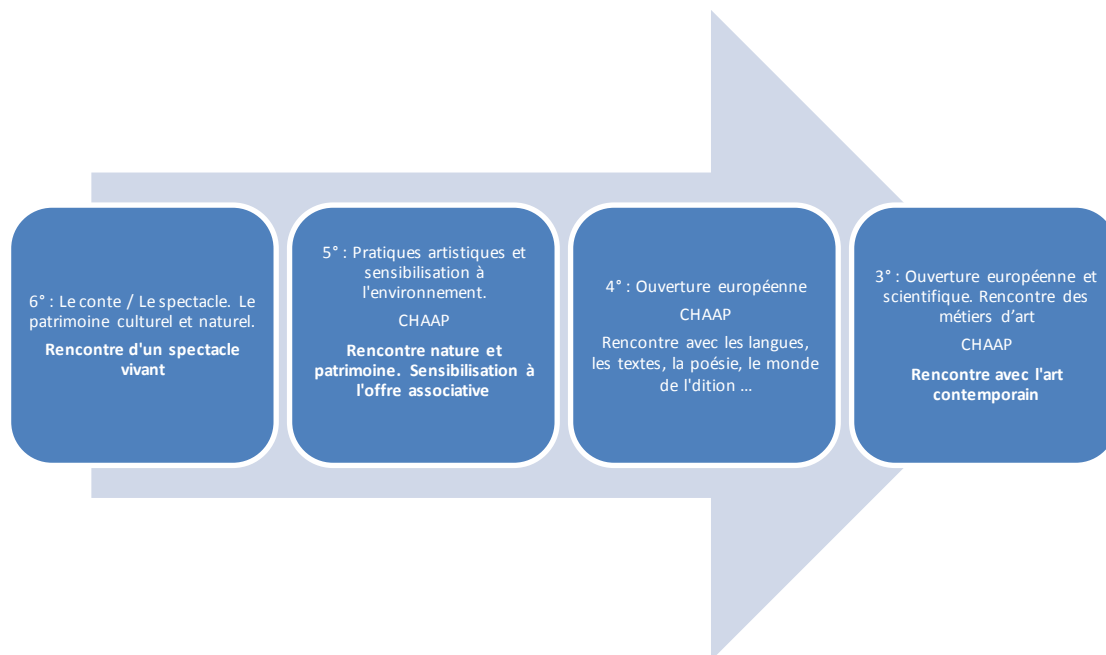 6° : Le conte / Le spectacle. Le
patrimoine culturel et naturel.
Rencontre d'un spectacle
vivant
5° : Pratiques artistiques et
sensibilisation à
l'environnement.
CHAAP
Rencontre nature et
patrimoine. Sensibilisation à
l'offre associative
4° : Ouverture européenne
CHAAP
Rencontre avec les langues,
les textes, la poésie, le monde
de l'dition ...
3° : Ouverture européenne et
scientifique. Rencontre des
métiers d’art
CHAAP
Rencontre avec l'art
contemporain